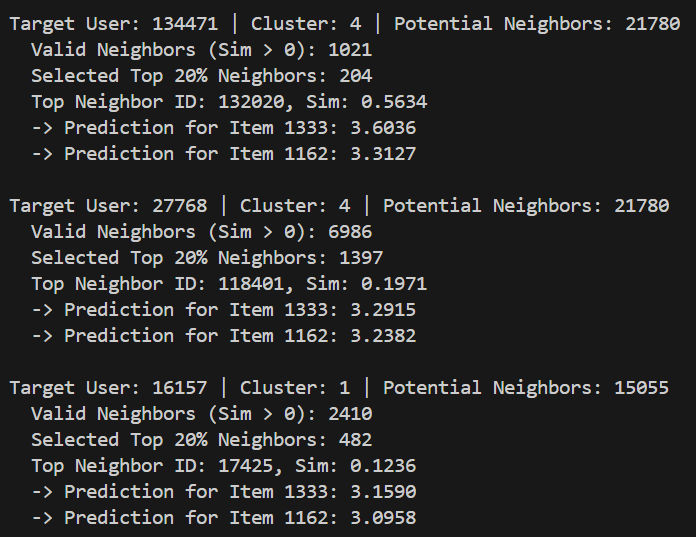 Target User: 134471 | Cluster: 4 | Potential Neighbors: 21780
Valid Neighbors (Sim > 0): 1021
Selected Top 20% Neighbors: 204
Top Neighbor ID: 132020, Sim: 0.5634
-> Prediction for Item 1333: 3.6036
-> Prediction for Item 1162: 3.3127
Target User: 27768 | Cluster: 4 | Potential Neighbors: 21780
Valid Neighbors (Sim > 0): 6986
Selected Top 20% Neighbors: 1397
Top Neighbor ID: 118401, Sim: 0.1971
-> Prediction for Item 1333: 3.2915
-> Prediction for Item 1162: 3.2382
Target User: 16157 | Cluster: 1 | Potential Neighbors: 15055
Valid Neighbors (Sim > 0): 2410
Selected Top 20% Neighbors: 482
Top Neighbor ID: 17425, Sim: 0.1236
-> Prediction for Item 1333: 3.1590
-> Prediction for Item 1162: 3.0958